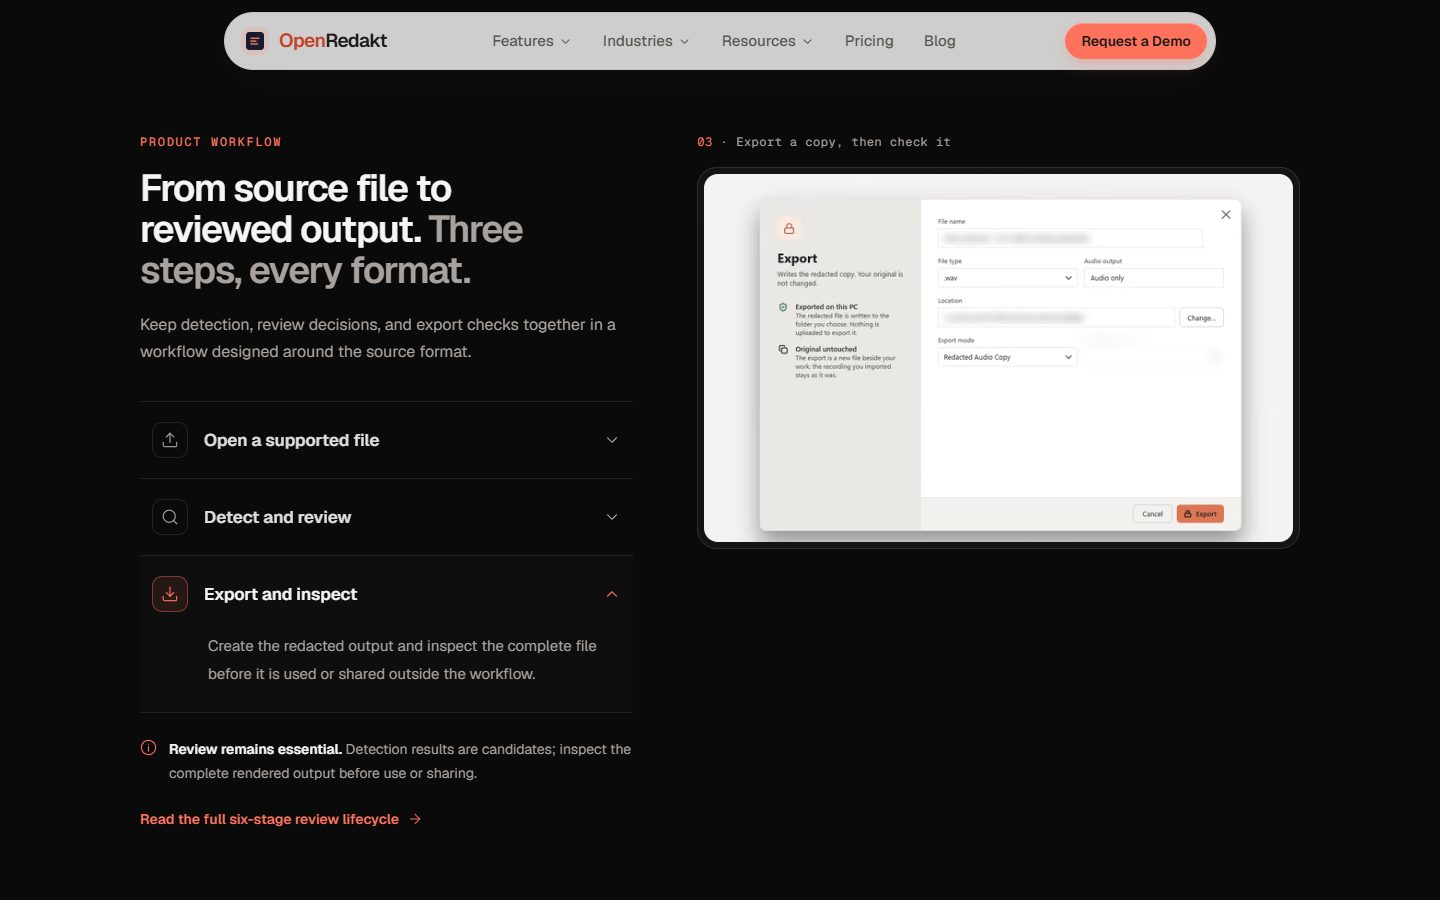 OpenRedakt
Features
Industries
Resources
Pricing
Blog
Request a Demo
PRODUCT WORKFLOW
From source file to
reviewed output. Three
steps, every format.
Keep detection, review decisions, and export checks together in a
workflow designed around the source format.
Open a supported file
Detect and review
Export and inspect
Create the redacted output and inspect the complete file
before it is used or shared outside the workflow.
Review remains essential. Detection results are candidates; inspect the
complete rendered output before use or sharing.
Read the full six-stage review lifecycle →
03 · Export a copy, then check it
Export
Writes the redacted copy. Your original is
not changed.
Exported on this PC
The redacted file is written to the
folder you choose. Nothing is
uploaded to export it.
Original untouched
The export is a new file beside your
work; the recording you imported
stays as it was.
File name
File type
Audio output
.wav
Audio only
Location
Change...
Export mode
Redacted Audio Copy
Cancel
Export